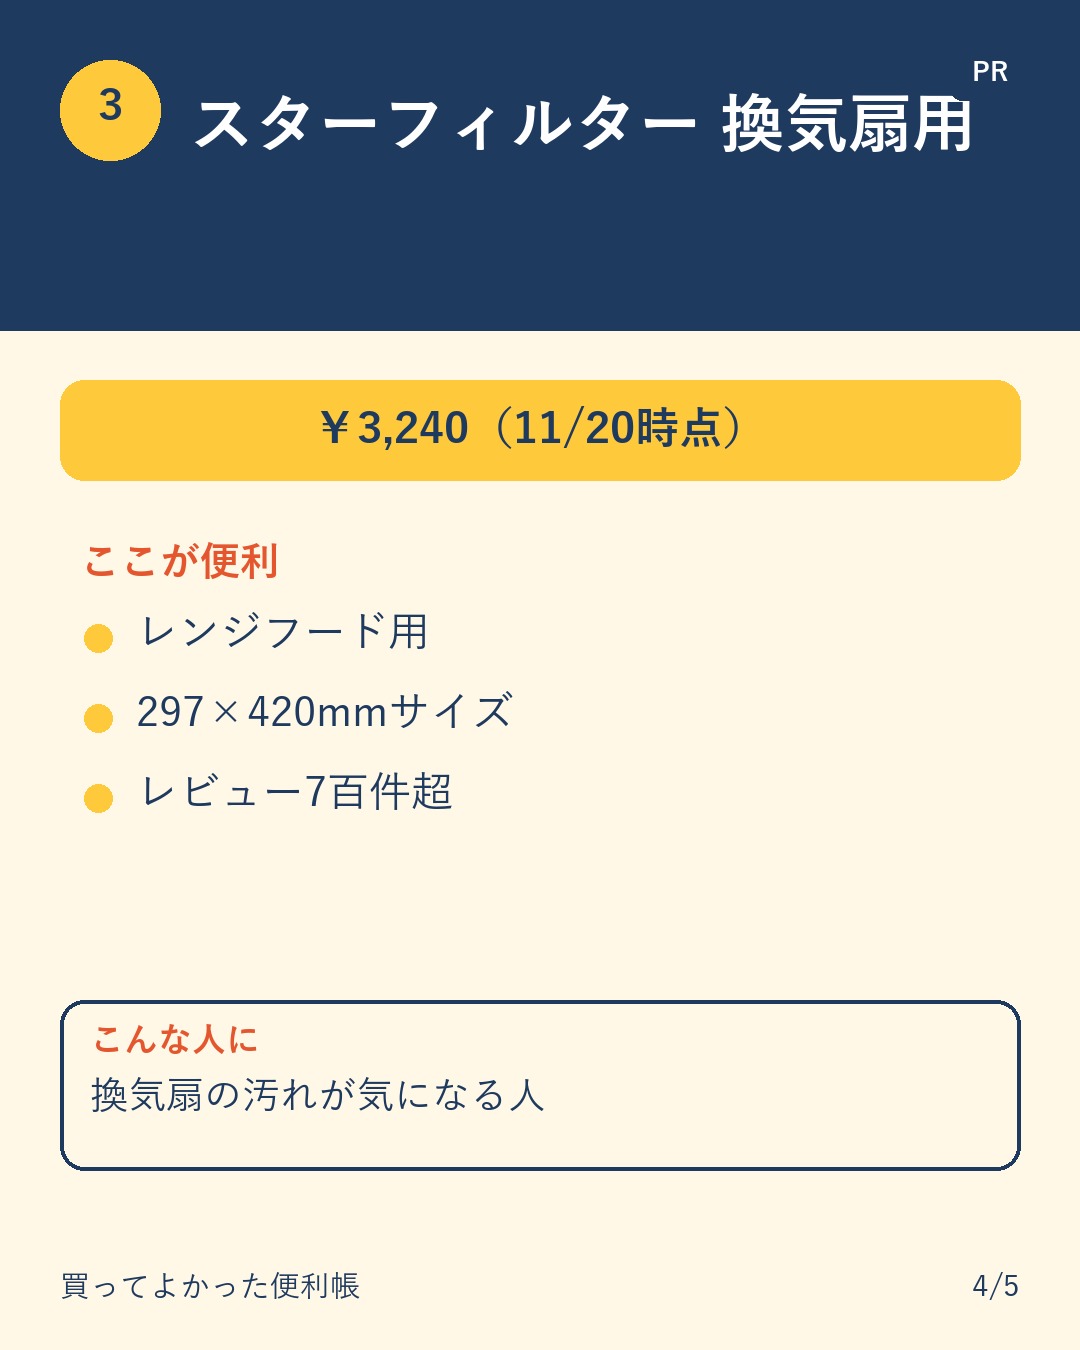 PR
3
スターフィルター 換気扇用
￥3,240（11/20時点）
ここが便利
レンジフード用
297×420mmサイズ
レビュー7百件超
こんな人に
換気扇の汚れが気になる人
買ってよかった便利帳
4/5